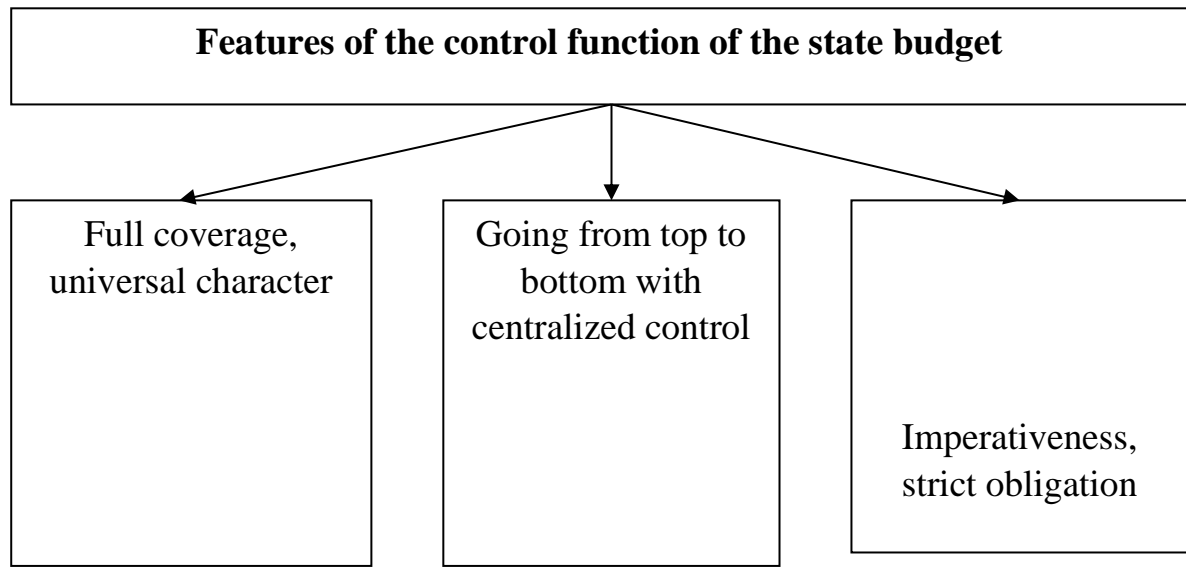 Features of the control function of the state budget
Full coverage,
universal character
Going from top to
bottom with
centralized control
Imperativeness,
strict obligation